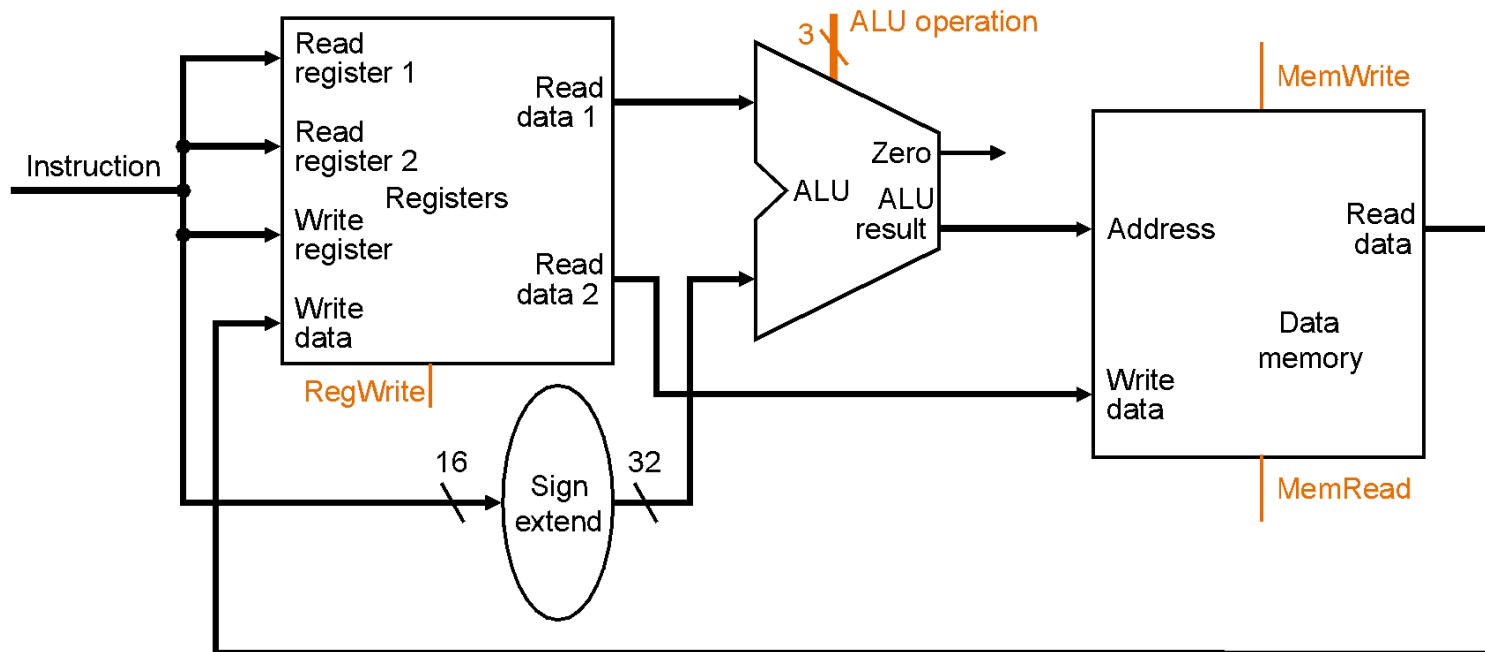 Instruction
Read
register 1
Read
register 2
Registers
Write
register
Write
data
Read
data 1
Read
data 2
RegWrite
16
Sign
extend
32
3
ALU operation
Zero
ALU
ALU
result
MemWrite
Address
Read
data
Data
memory
Write
data
MemRead